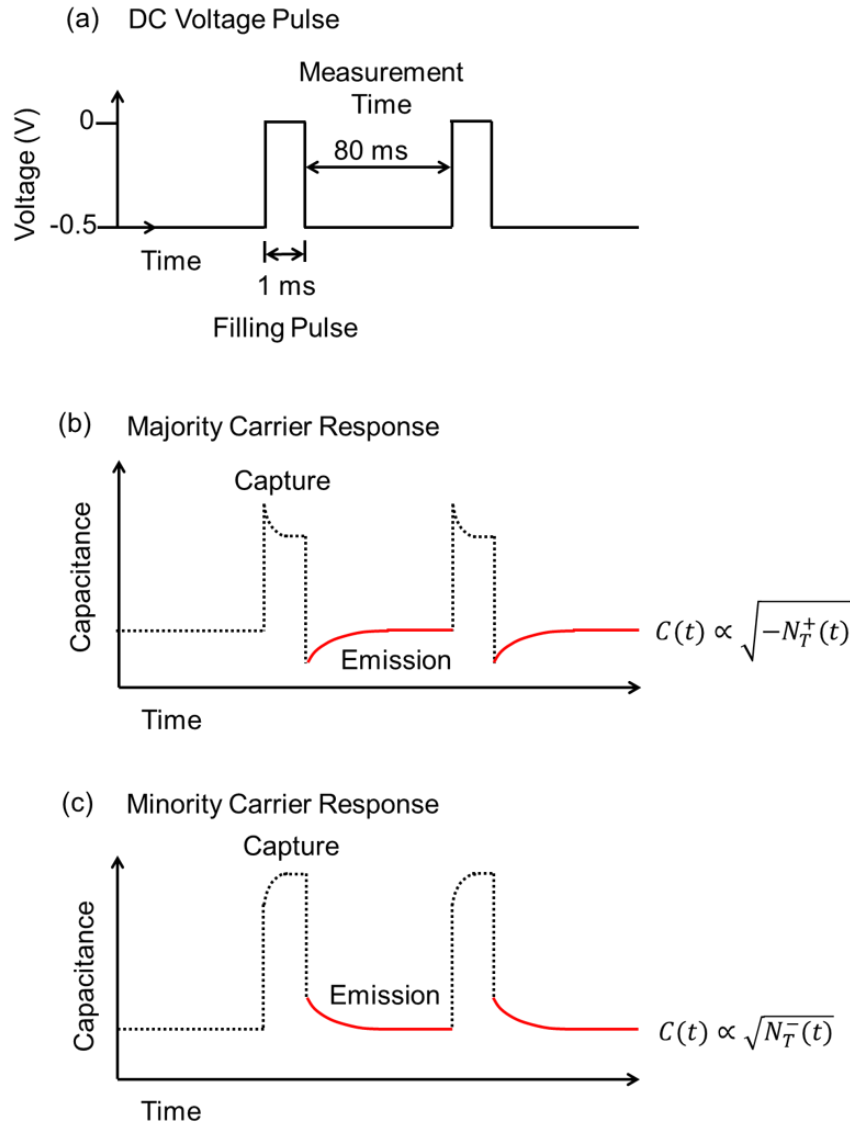 (a) DC Voltage Pulse
Measurement
Time
Voltage (V)
0
80 ms
-0.5
Time
1 ms
Filling Pulse
(b) Majority Carrier Response
Capture
Capacitance
Emission
C(t) ∝ √(-N_T^+(t))
Time
(c) Minority Carrier Response
Capture
Capacitance
Emission
C(t) ∝ √(N_T^-(t))
Time